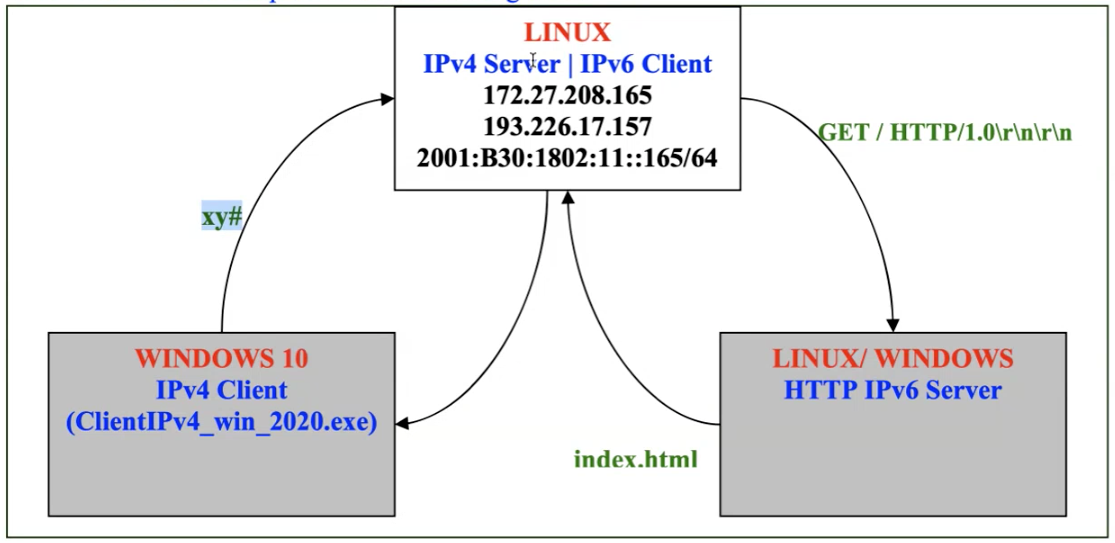 LINUX
IPv4 Server | IPv6 Client
172.27.208.165
193.226.17.157
2001:B30:1802:11::165/64
GET / HTTP/1.0\r\n\r\n
xy#
WINDOWS 10
IPv4 Client
(ClientIPv4_win_2020.exe)
LINUX/ WINDOWS
HTTP IPv6 Server
index.html